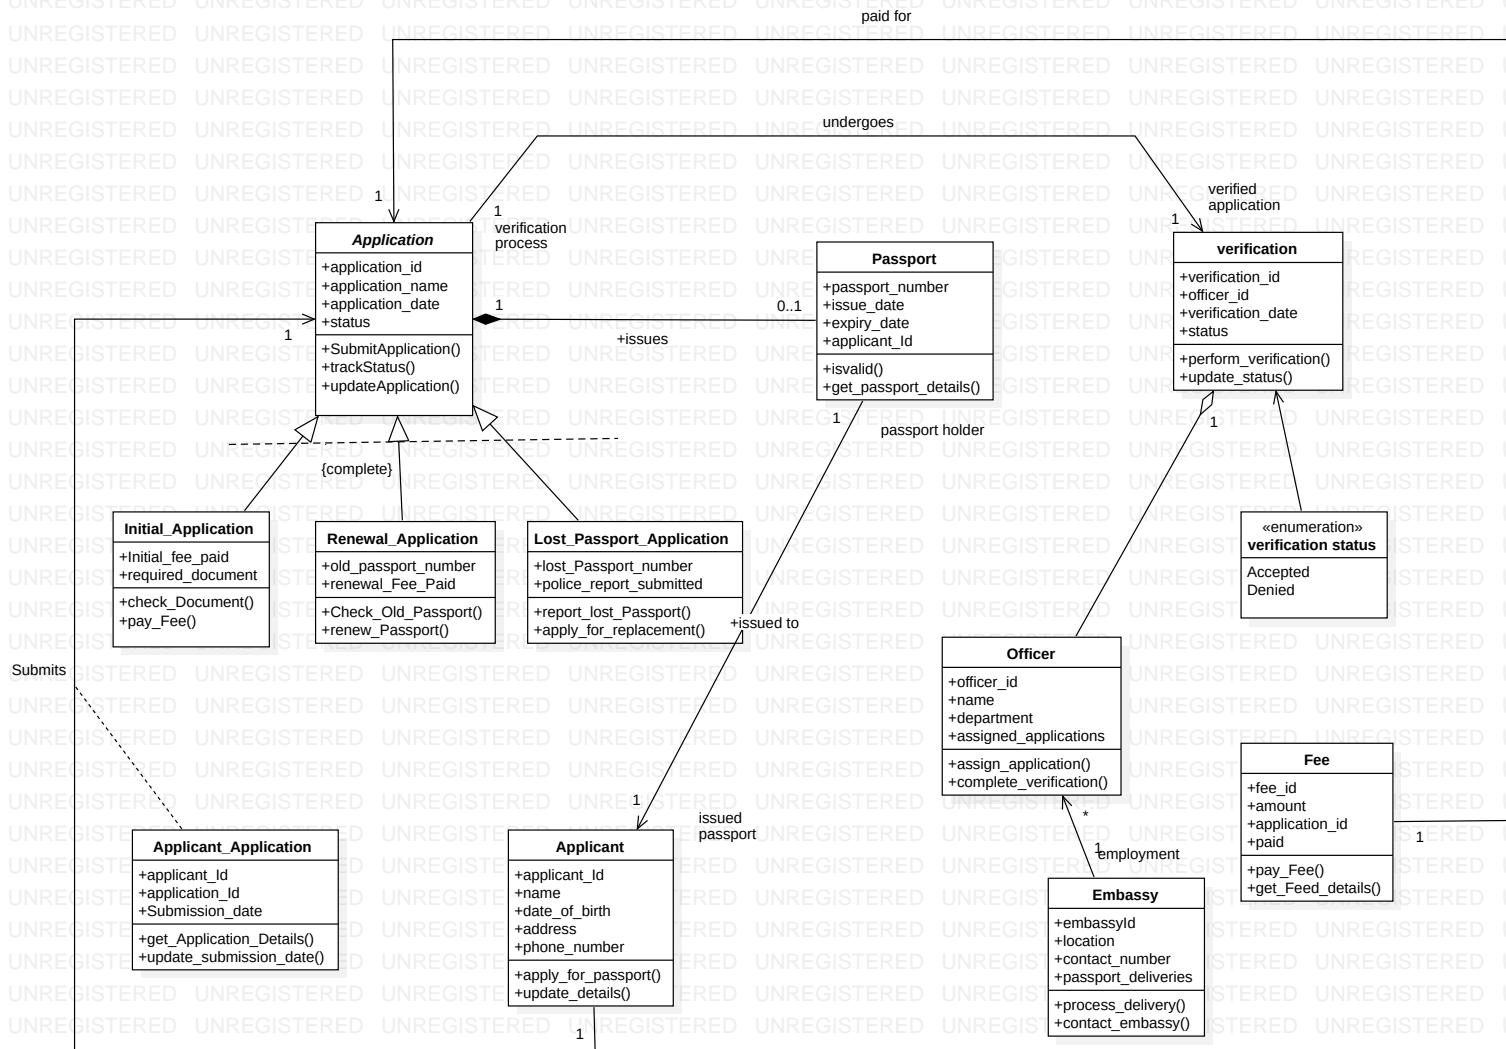 paid for
undergoes
1
1
verification
process
verified
application
1
Application
+application_id
+application_name
+application_date
+status
+SubmitApplication()
+trackStatus()
+updateApplication()
1
1
0..1
+issues
Passport
+passport_number
+issue_date
+expiry_date
+applicant_Id
+isvalid()
+get_passport_details()
verification
+verification_id
+officer_id
+verification_date
+status
+perform_verification()
+update_status()
1
1
passport holder
{complete}
Initial_Application
+Initial_fee_paid
+required_document
+check_Document()
+pay_Fee()
Renewal_Application
+old_passport_number
+renewal_Fee_Paid
+Check_Old_Passport()
+renew_Passport()
Lost_Passport_Application
+lost_Passport_number
+police_report_submitted
+report_lost_Passport()
+apply_for_replacement()
«enumeration»
verification status
Accepted
Denied
+issued to
Submits
Officer
+officer_id
+name
+department
+assigned_applications
+assign_application()
+complete_verification()
Fee
+fee_id
+amount
+application_id
+paid
+pay_Fee()
+get_Feed_details()
1
1
issued
passport
*
1
employment
Applicant_Application
+applicant_Id
+application_Id
+Submission_date
+get_Application_Details()
+update_submission_date()
Applicant
+applicant_Id
+name
+date_of_birth
+address
+phone_number
+apply_for_passport()
+update_details()
1
Embassy
+embassyId
+location
+contact_number
+passport_deliveries
+process_delivery()
+contact_embassy()
UNREGISTERED